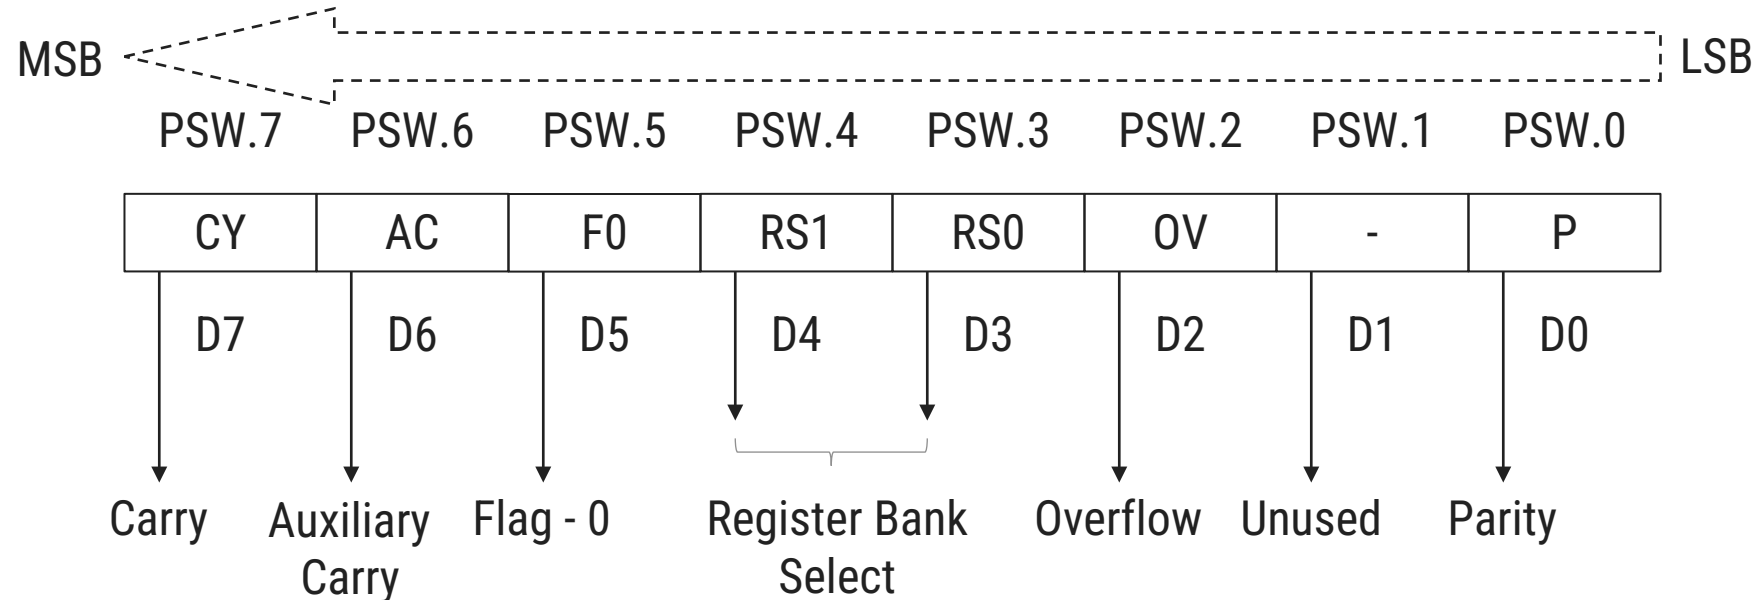 MSB LSB
PSW.7 PSW.6 PSW.5 PSW.4 PSW.3 PSW.2 PSW.1 PSW.0
CY AC F0 RS1 RS0 OV - P
D7 D6 D5 D4 D3 D2 D1 D0
Carry Auxiliary Flag - 0 Register Bank Overflow Unused Parity
Carry Select